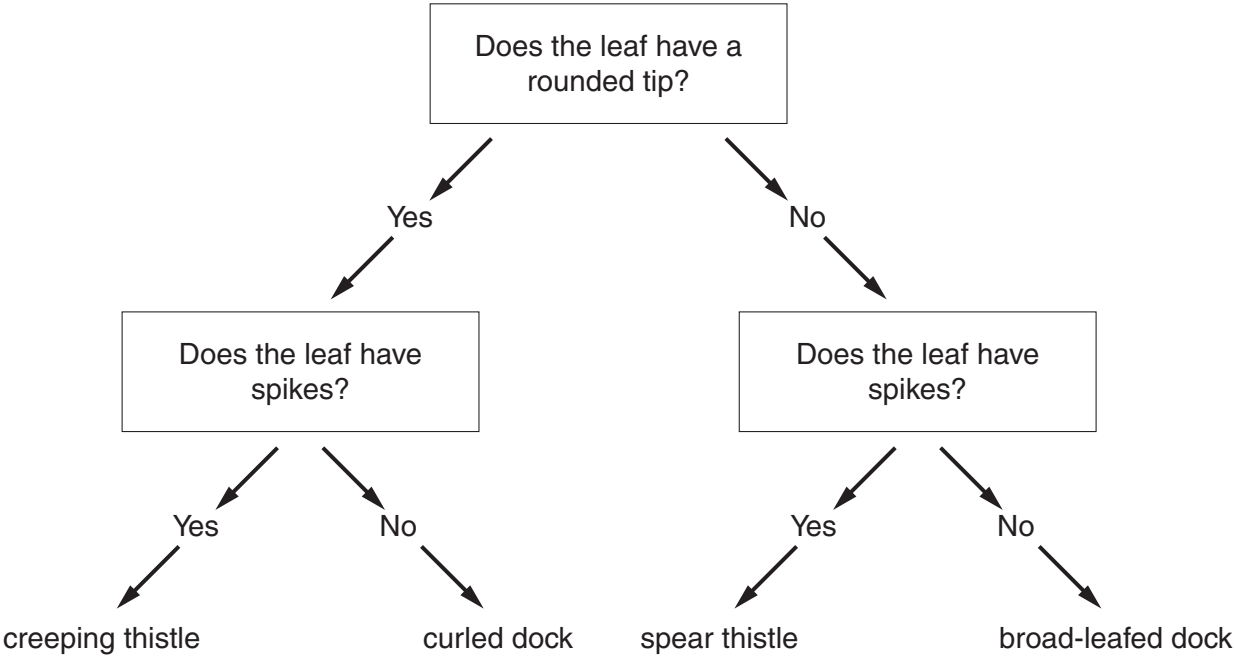 Does the leaf have a
rounded tip?
Yes
No
Does the leaf have
spikes?
Does the leaf have
spikes?
Yes
No
Yes
No
creeping thistle
curled dock
spear thistle
broad-leafed dock